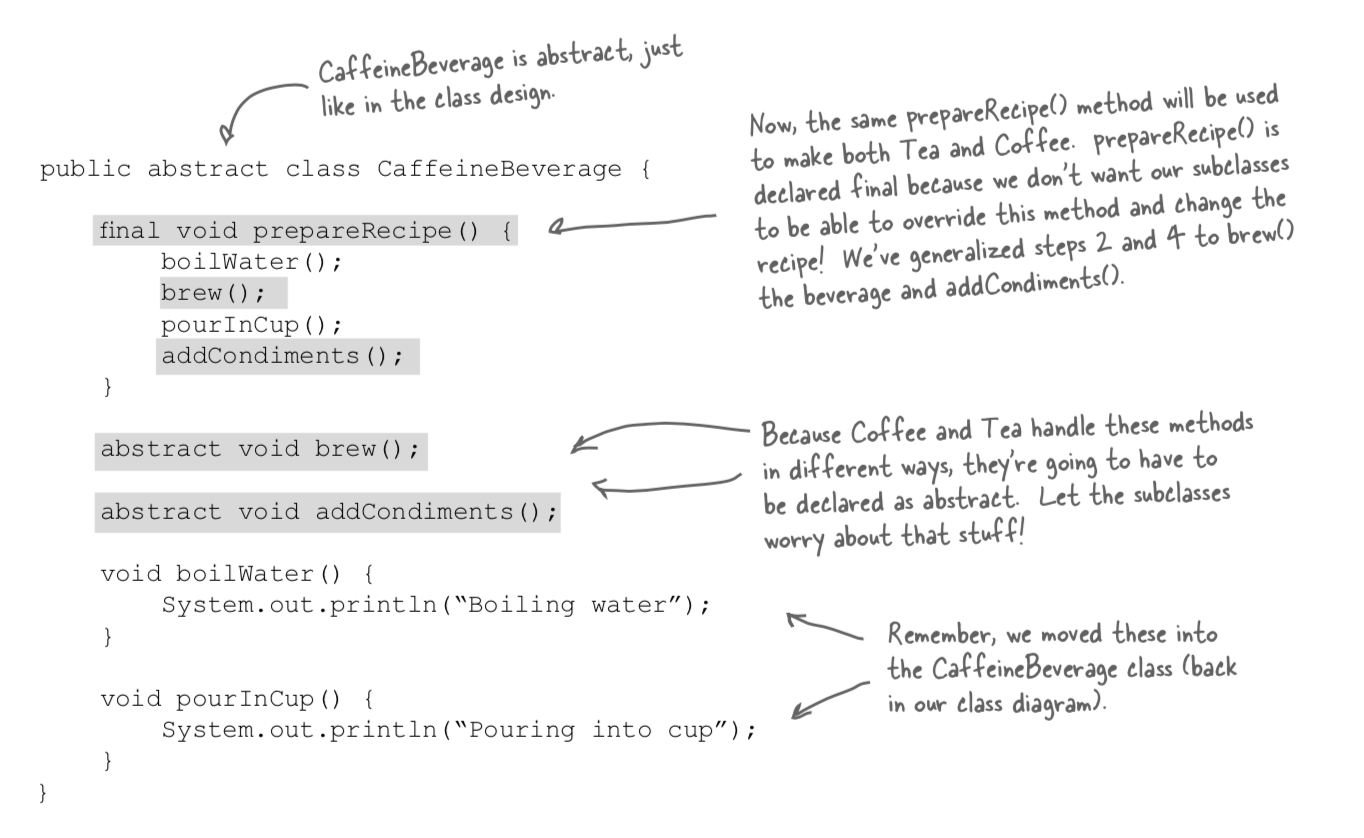 CaffeineBeverage is abstract, just
like in the class design.
public abstract class CaffeineBeverage {
final void prepareRecipe() {
boilWater();
brew();
pourInCup();
addCondiments();
}
Now, the same prepareRecipe() method will be used
to make both Tea and Coffee. prepareRecipe() is
declared final because we don't want our subclasses
to be able to override this method and change the
recipe! We've generalized steps 2 and 4 to brew()
the beverage and addCondiments().
abstract void brew();
abstract void addCondiments();
Because Coffee and Tea handle these methods
in different ways, they're going to have to
be declared as abstract. Let the subclasses
worry about that stuff!
void boilWater() {
System.out.println(“Boiling water”);
}
void pourInCup() {
System.out.println(“Pouring into cup”);
}
}
Remember, we moved these into
the CaffeineBeverage class (back
in our class diagram).